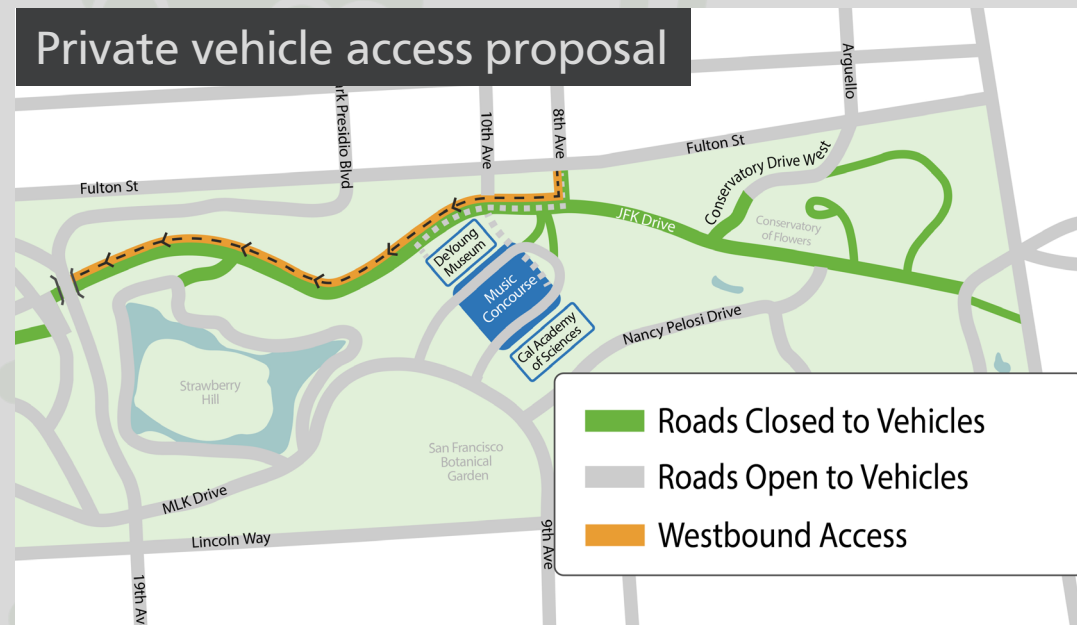 Private vehicle access proposal
Arguello
rk Presidio Blvd
10th Ave
8th Ave
Fulton St
Conservatory Drive West
Fulton St
JFK Drive
Conservatory
of Flowers
DeYoung
Museum
Music
Concourse
Cal Academy
of Sciences
Nancy Pelosi Drive
Strawberry
Hill
San Francisco
Botanical
Garden
MLK Drive
Lincoln Way
9th Ave
19th Av
Roads Closed to Vehicles
Roads Open to Vehicles
Westbound Access